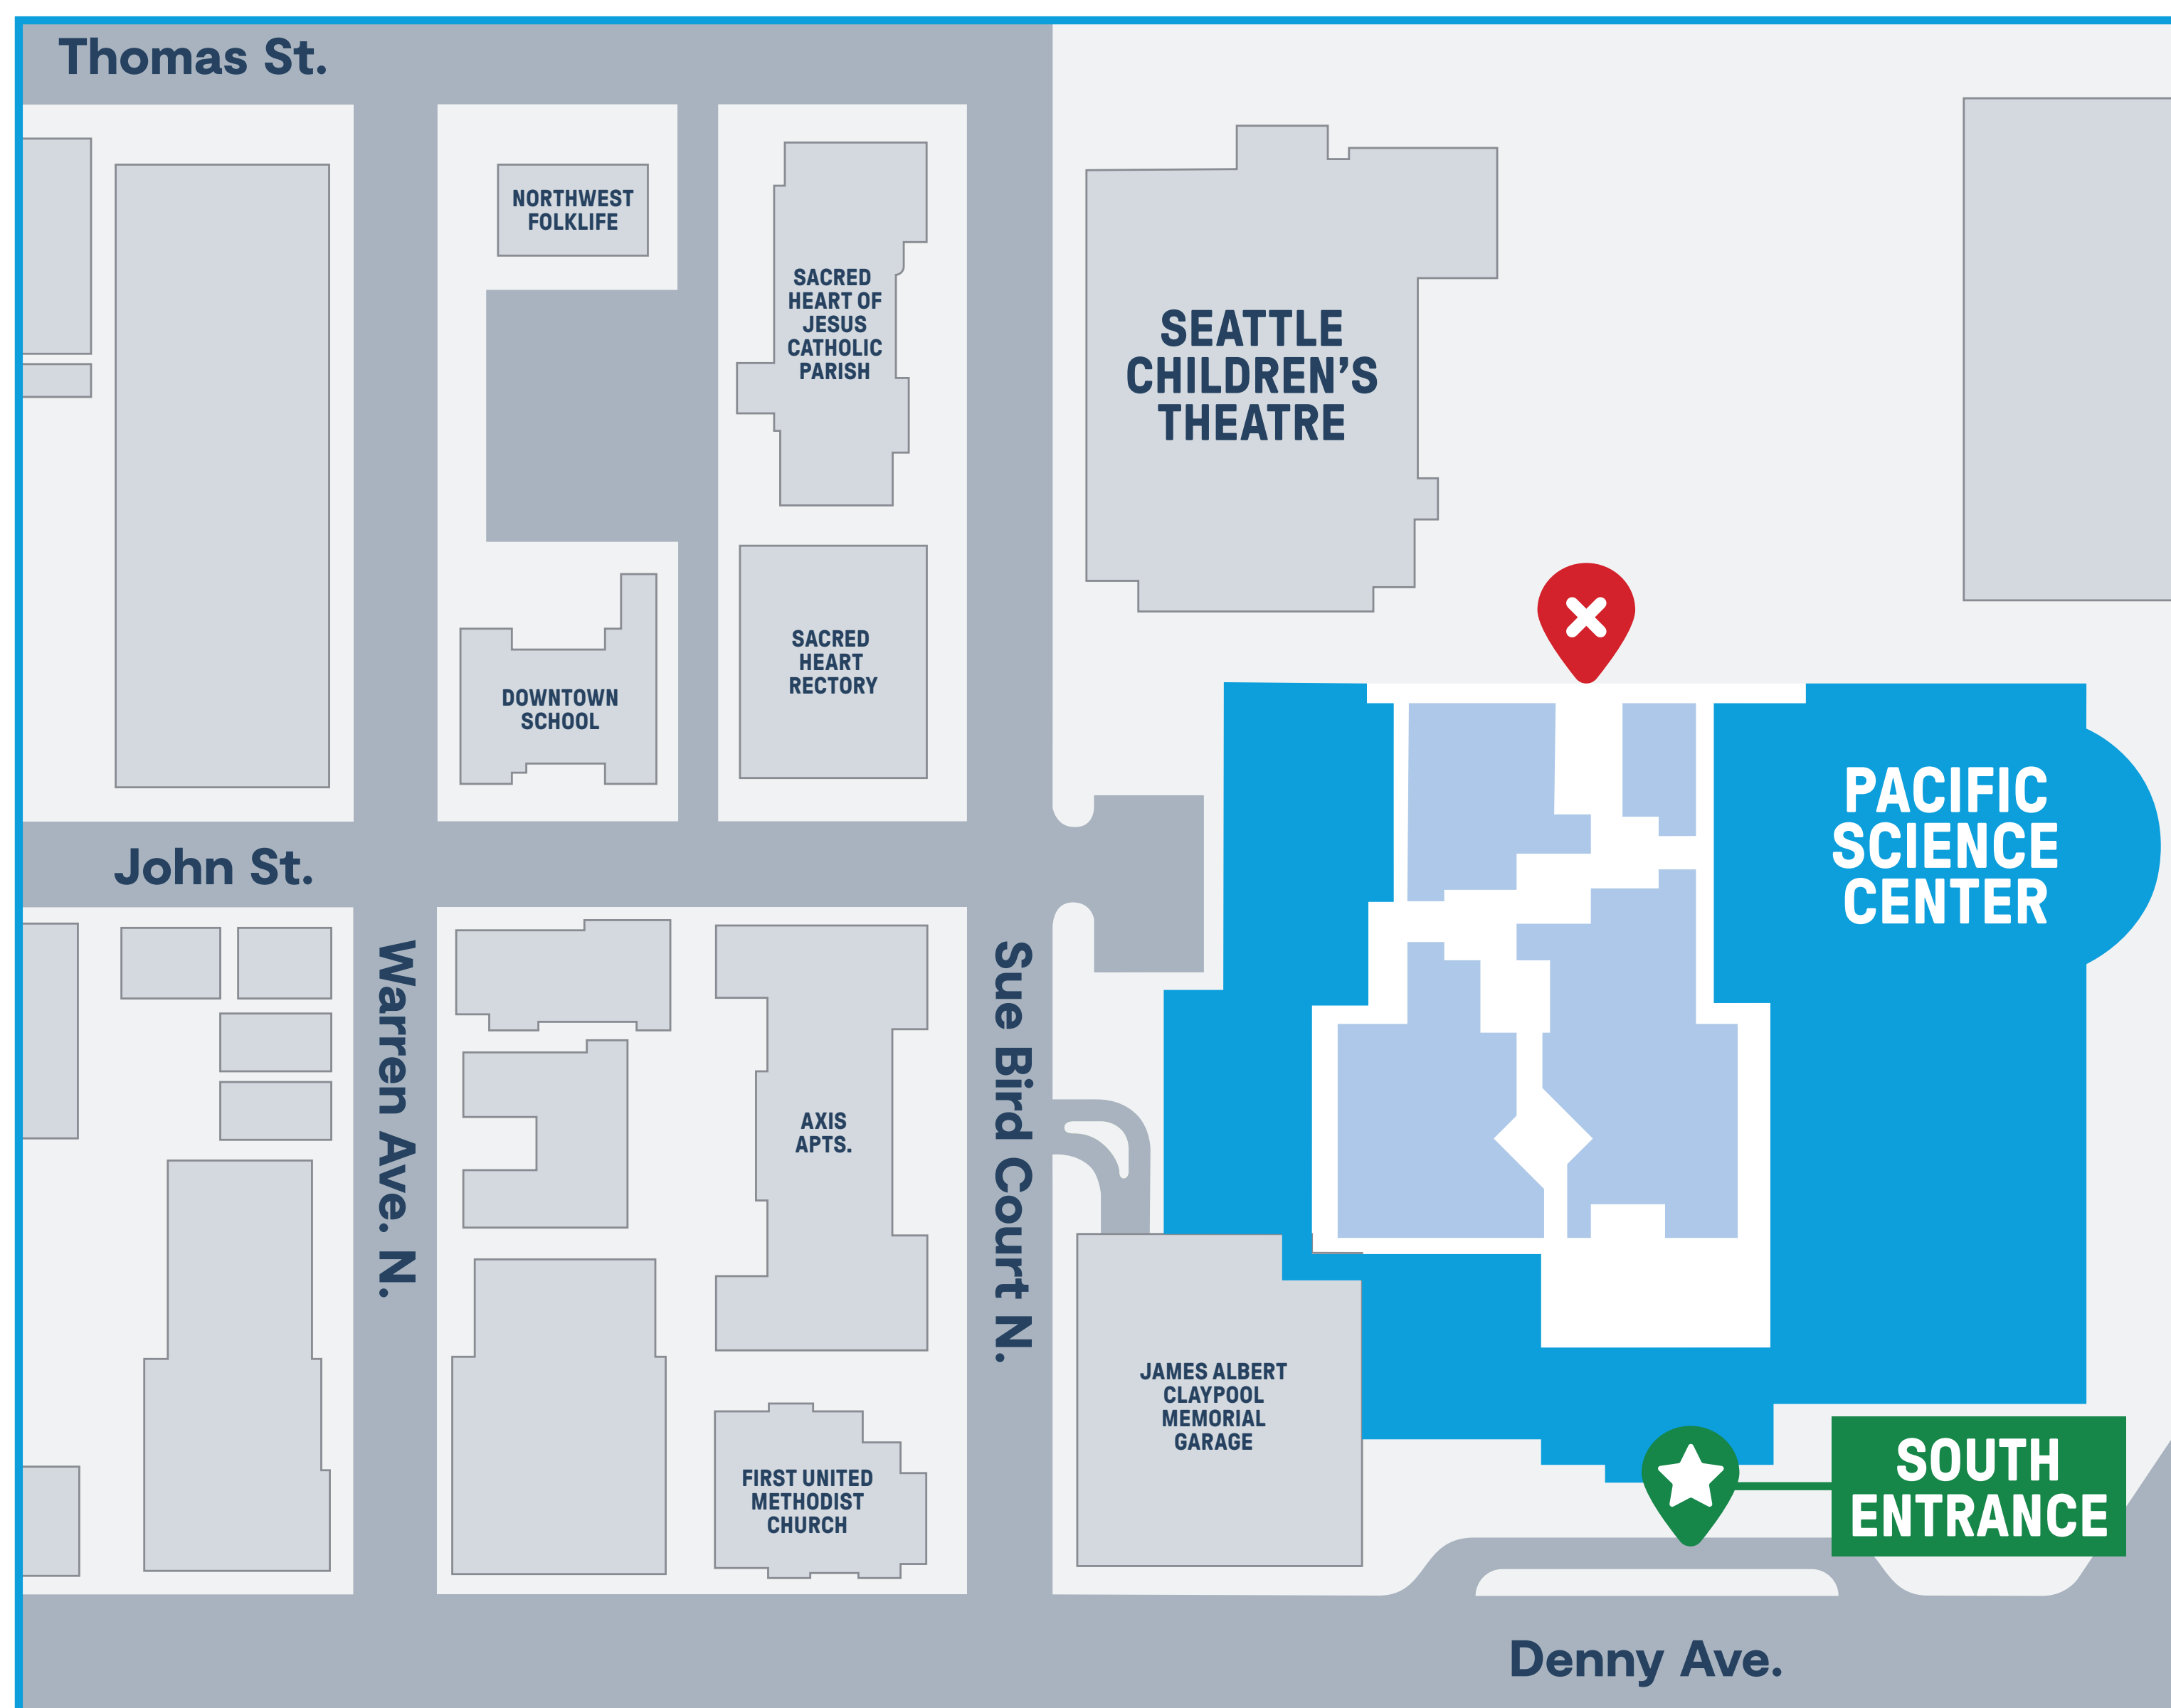 Thomas St.
NORTHWEST
FOLKLIFE
SACRED
HEART OF
JESUS
CATHOLIC
PARISH
SEATTLE
CHILDREN’S
THEATRE
DOWNTOWN
SCHOOL
SACRED
HEART
RECTORY
PACIFIC
SCIENCE
CENTER
John St.
Warren Ave. N.
Sue Bird Court N.
AXIS
APTS.
JAMES ALBERT
CLAYPOOL
MEMORIAL
GARAGE
FIRST UNITED
METHODIST
CHURCH
SOUTH
ENTRANCE
Denny Ave.